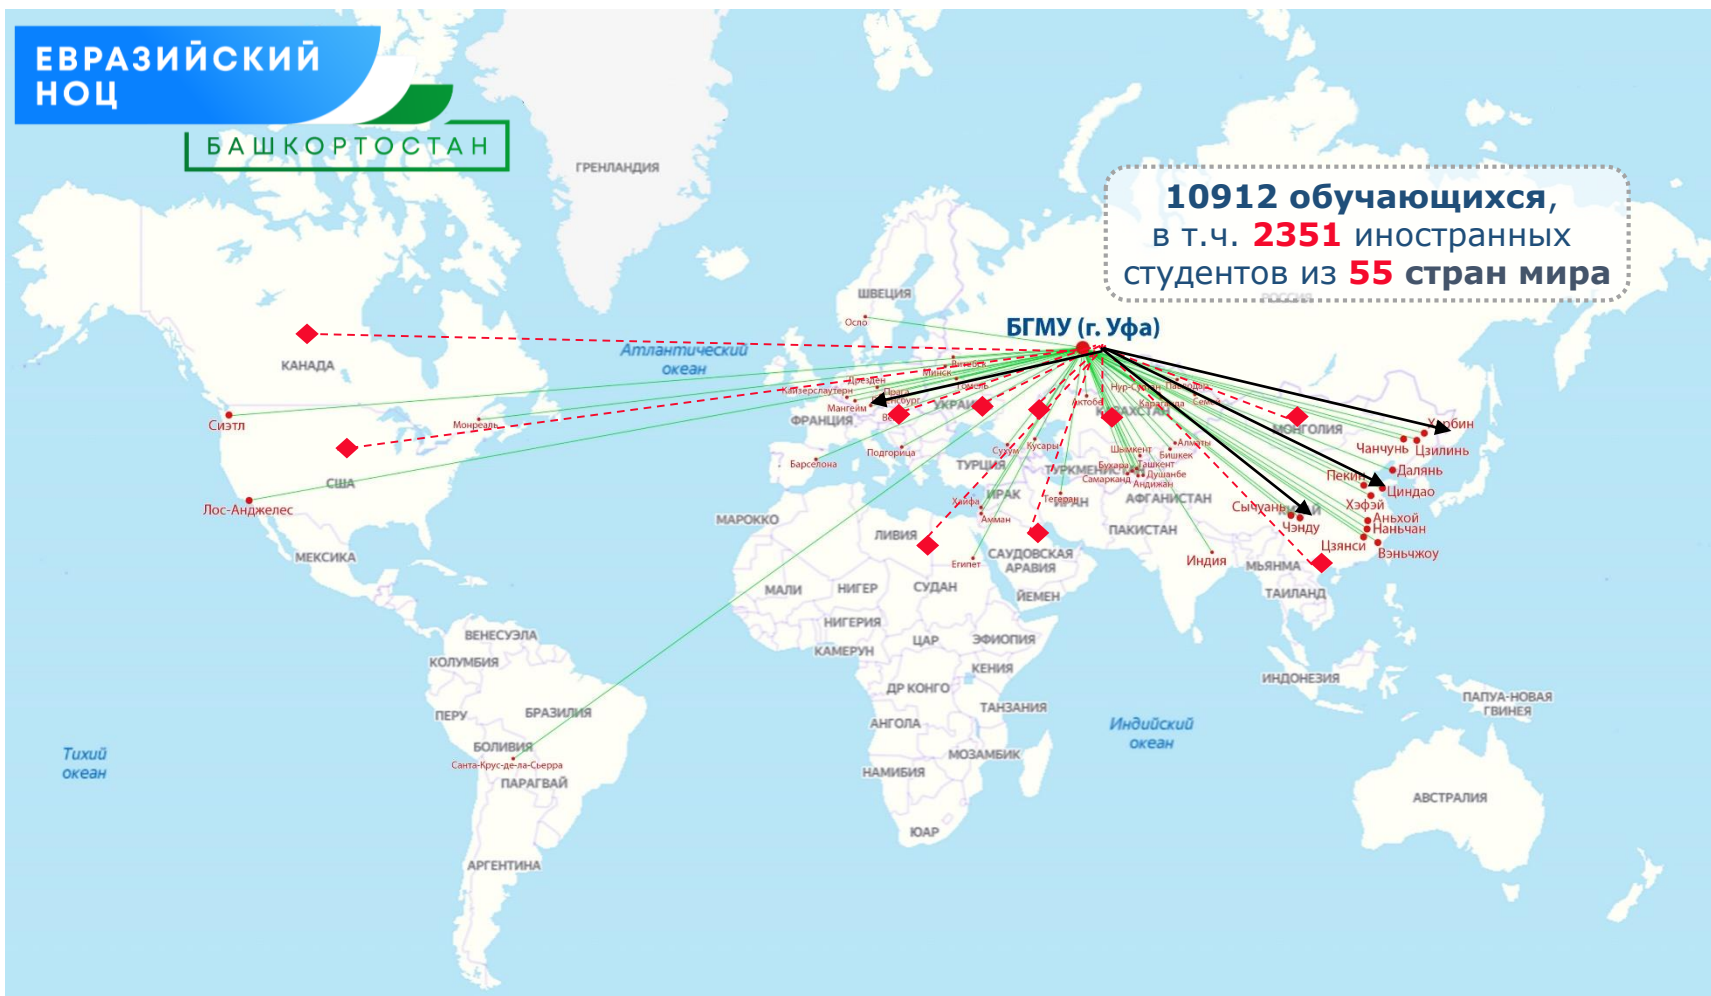 ЕВРАЗИЙСКИЙ
НОЦ
БАШКОРТОСТАН
10912 обучающихся,
в т.ч. 2351 иностранных
студентов из 55 стран мира
РОССИЯ
ГРЕНЛАНДИЯ
ШВЕЦИЯ
Осло
БГМУ (г. Уфа)
Атлантический
океан
КАНАДА
Витебск
Минск
Гомель
Дрезден
Кайзерслаутерн
Прага
Мангейм
ФРАНЦИЯ
УКРАИНА
Нур-Султан
Павлодар
Актобе
Караганда
Семей
КАЗАХСТАН
МОНГОЛИЯ
Харбин
Чанчунь
Цзилинь
Сиэтл
Монреаль
Барселона
Подгорица
Сухум
Кусары
Алматы
Шымкент
Бишкек
Ташкент
Бухара
Душанбе
Самарканд
Андижан
ТУРЦИЯ
ТУРКМЕНИСТАН
Далянь
Пекин
Циндао
США
Лос-Анджелес
ИРАК
Тегеран
ИРАН
АФГАНИСТАН
Хэфэй
Сычуань
КИТАЙ
Чэнду
Аньхой
Наньчан
Хайфа
Амман
МАРОККО
ЛИВИЯ
ПАКИСТАН
Цзянси
Вэньчжоу
МЕКСИКА
Египет
САУДОВСКАЯ
АРАВИЯ
Индия
МЬЯНМА
МАЛИ
НИГЕР
СУДАН
ЙЕМЕН
ТАИЛАНД
НИГЕРИЯ
ВЕНЕСУЭЛА
КАМЕРУН
ЦАР
ЭФИОПИЯ
КОЛУМБИЯ
КЕНИЯ
ИНДОНЕЗИЯ
ДР КОНГО
ПАПУА-НОВАЯ
ГВИНЕЯ
ПЕРУ
БРАЗИЛИЯ
АНГОЛА
ТАНЗАНИЯ
Индийский
океан
Тихий
океан
БОЛИВИЯ
Санта-Крус-де-ла-Сьерра
ПАРАГВАЙ
МОЗАМБИК
НАМИБИЯ
АВСТРАЛИЯ
ЮАР
АРГЕНТИНА